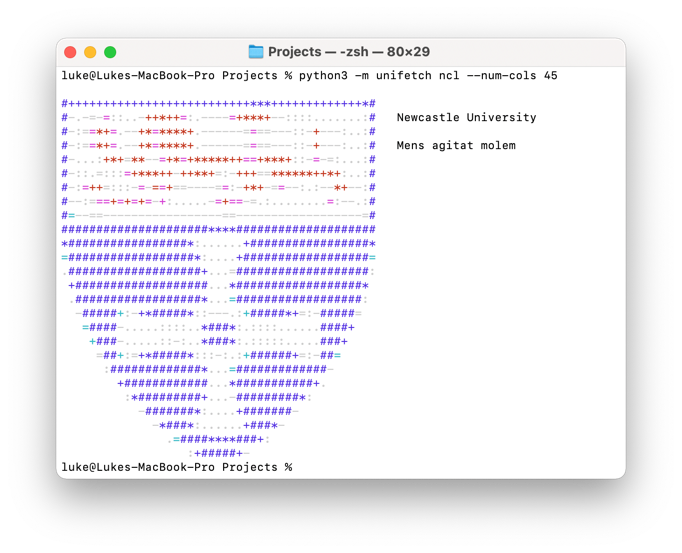 Projects — -zsh — 80×29
luke@Lukes-MacBook-Pro Projects % python3 -m unifetch ncl --num-cols 45
Newcastle University
Mens agitat molem
luke@Lukes-MacBook-Pro Projects %